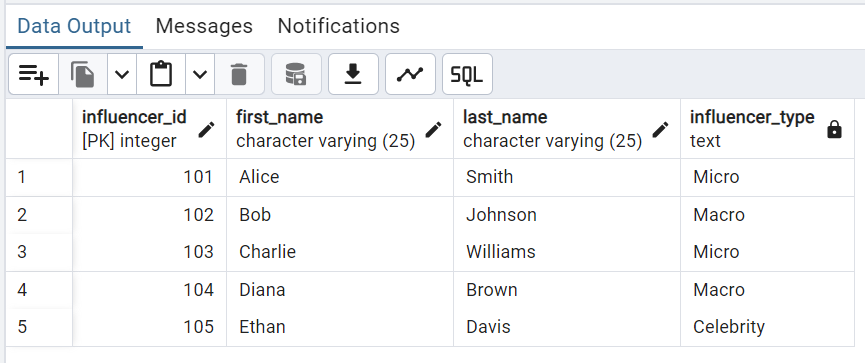 Data Output Messages Notifications
SQL
influencer_id first_name last_name influencer_type
[PK] integer character varying (25) character varying (25) text
1 101 Alice Smith Micro
2 102 Bob Johnson Macro
3 103 Charlie Williams Micro
4 104 Diana Brown Macro
5 105 Ethan Davis Celebrity